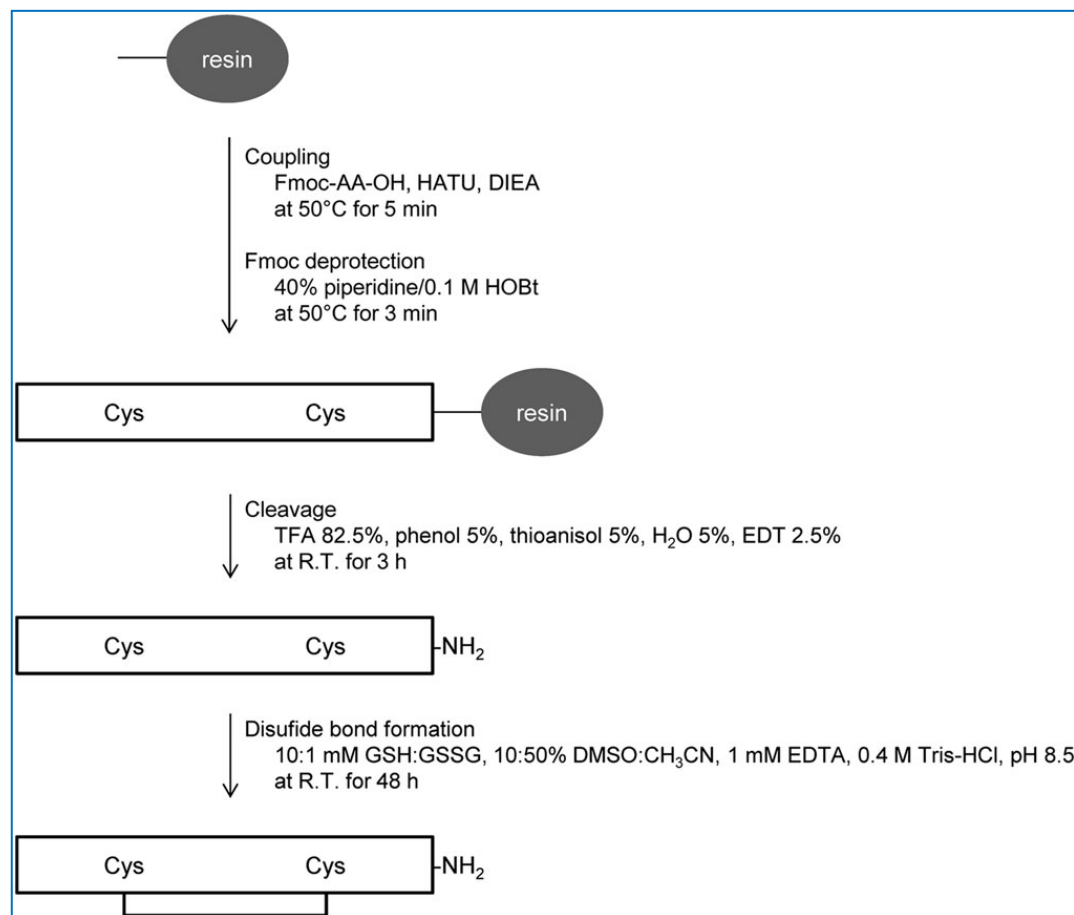 resin
Coupling
Fmoc-AA-OH, HATU, DIEA
at 50°C for 5 min
Fmoc deprotection
40% piperidine/0.1 M HOBt
at 50°C for 3 min
Cys Cys resin
Cleavage
TFA 82.5%, phenol 5%, thioanisol 5%, H₂O 5%, EDT 2.5%
at R.T. for 3 h
Cys Cys -NH₂
Disufide bond formation
10:1 mM GSH:GSSG, 10:50% DMSO:CH₃CN, 1 mM EDTA, 0.4 M Tris-HCl, pH 8.5
at R.T. for 48 h
Cys Cys -NH₂